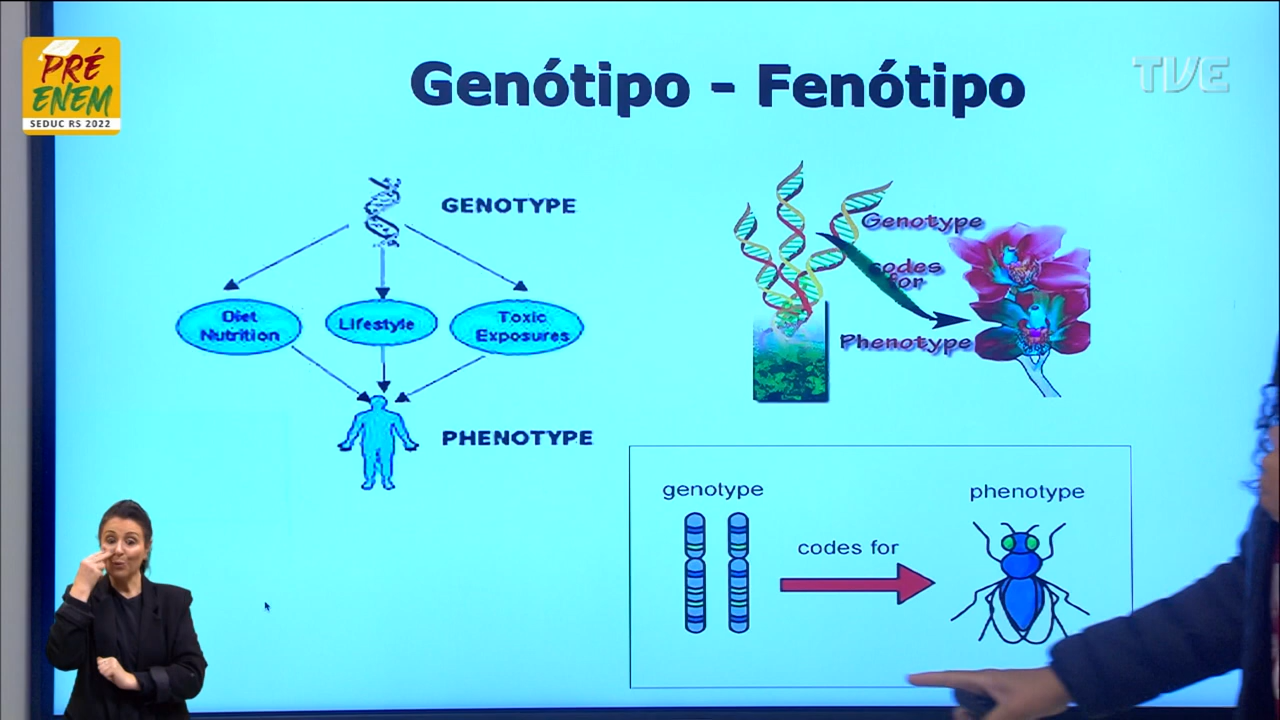 PRÉ
ENEM
SEDUC RS 2022
Genótipo - Fenótipo
TVE
GENOTYPE
Diet
Nutrition
Lifestyle
Toxic
Exposures
PHENOTYPE
Genotype
codes
for
Phenotype
genotype
phenotype
codes for